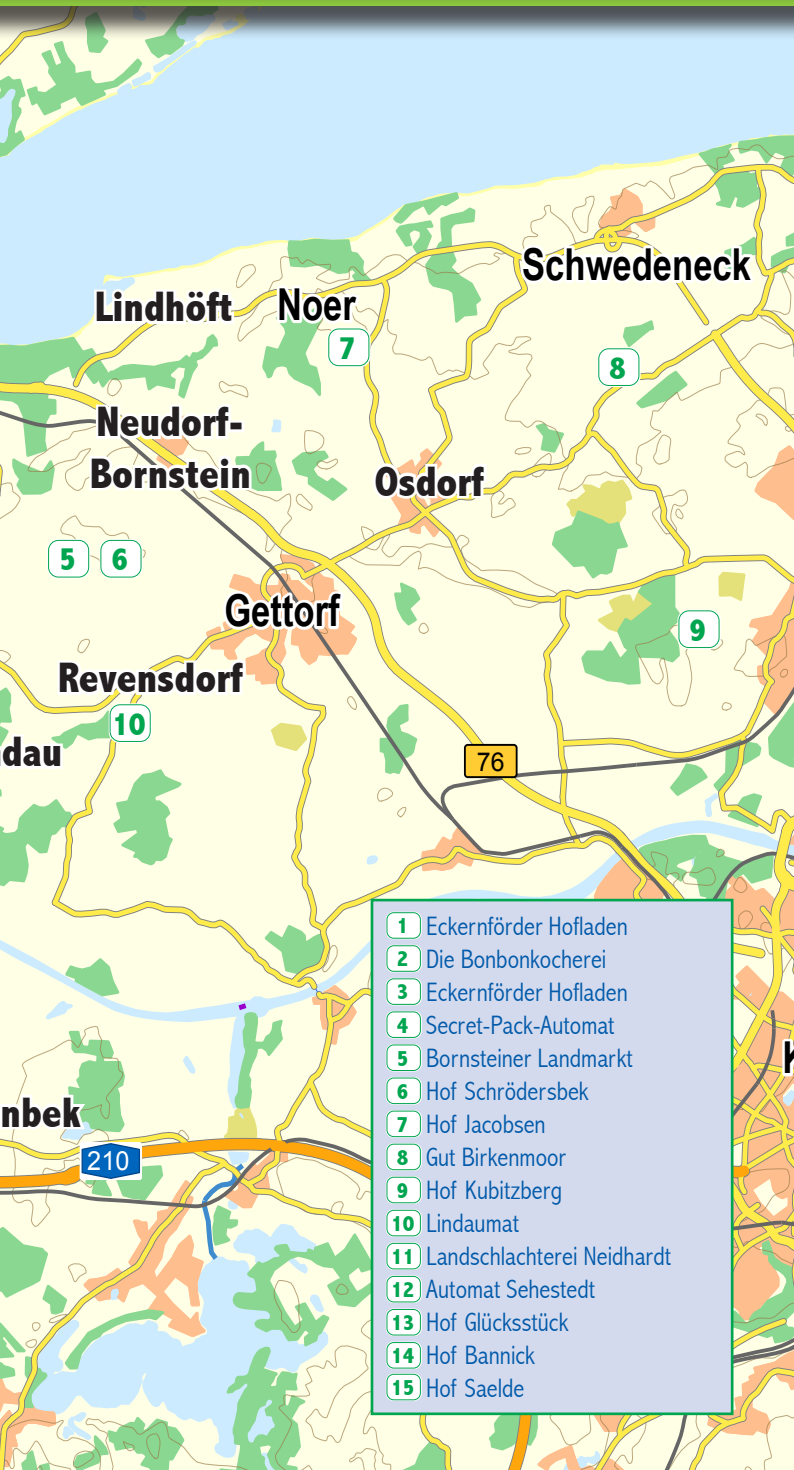 Schwedeneck
Lindhöft
Noer
7
8
Neudorf-
Bornstein
Osdorf
5
6
Gettorf
9
Revensdorf
10
dau
76
nbek
210
K
1 Eckernförder Hofladen
2 Die Bonbonkocherei
3 Eckernförder Hofladen
4 Secret-Pack-Automat
5 Bornsteiner Landmarkt
6 Hof Schrödersbek
7 Hof Jacobsen
8 Gut Birkenmoor
9 Hof Kubitzberg
10 Lindaumat
11 Landschlachterei Neidhardt
12 Automat Sehestedt
13 Hof Glücksstück
14 Hof Bannick
15 Hof Saelde